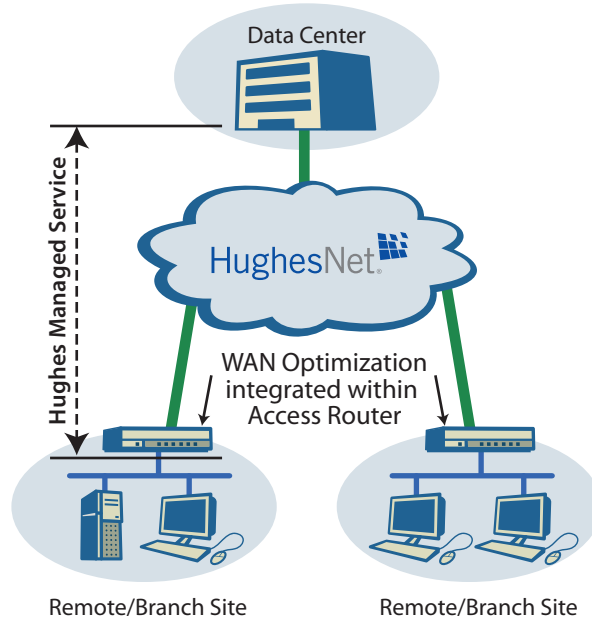 Data Center
Hughes Managed Service
HughesNet®
WAN Optimization
integrated within
Access Router
Remote/Branch Site
Remote/Branch Site